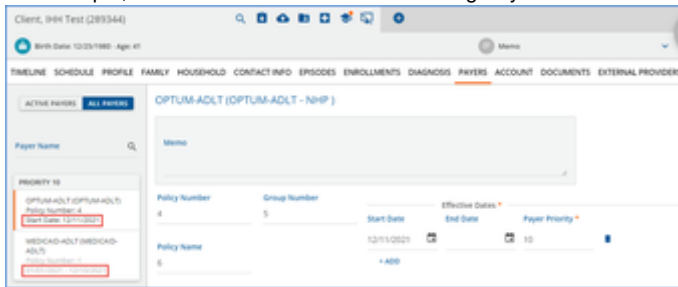 Client, IHH Test (289344)
Birth Date: 12/25/1980 - Age: 41
Memo
TIMELINE SCHEDULE PROFILE FAMILY HOUSEHOLD CONTACT INFO EPISODES ENROLLMENTS DIAGNOSIS PAYERS ACCOUNT DOCUMENTS EXTERNAL PROVIDERS
ACTIVE PAYERS ALL PAYERS
OPTUM-ADLT (OPTUM-ADLT - NHP )
Payer Name
Memo
PRIORITY 10
OPTUM-ADLT (OPTUM-ADLT)
Policy Number: 4
Start Date: 12/11/2021
MEDICAID-ADLT (MEDICAID-
ADLT)
Policy Number: 1
Policy Number
Group Number
Effective Dates *
Start Date
End Date
Payer Priority *
4
5
12/11/2021
10
Policy Name
+ ADD
6